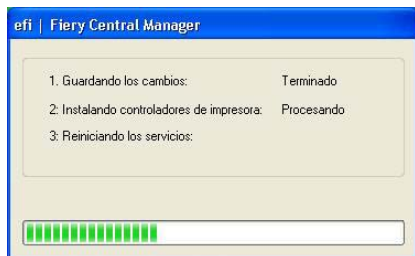 efi | Fiery Central Manager
1. Guardando los cambios: Terminado
2: Instalando controladores de impresora: Procesando
3: Reiniciando los servicios: